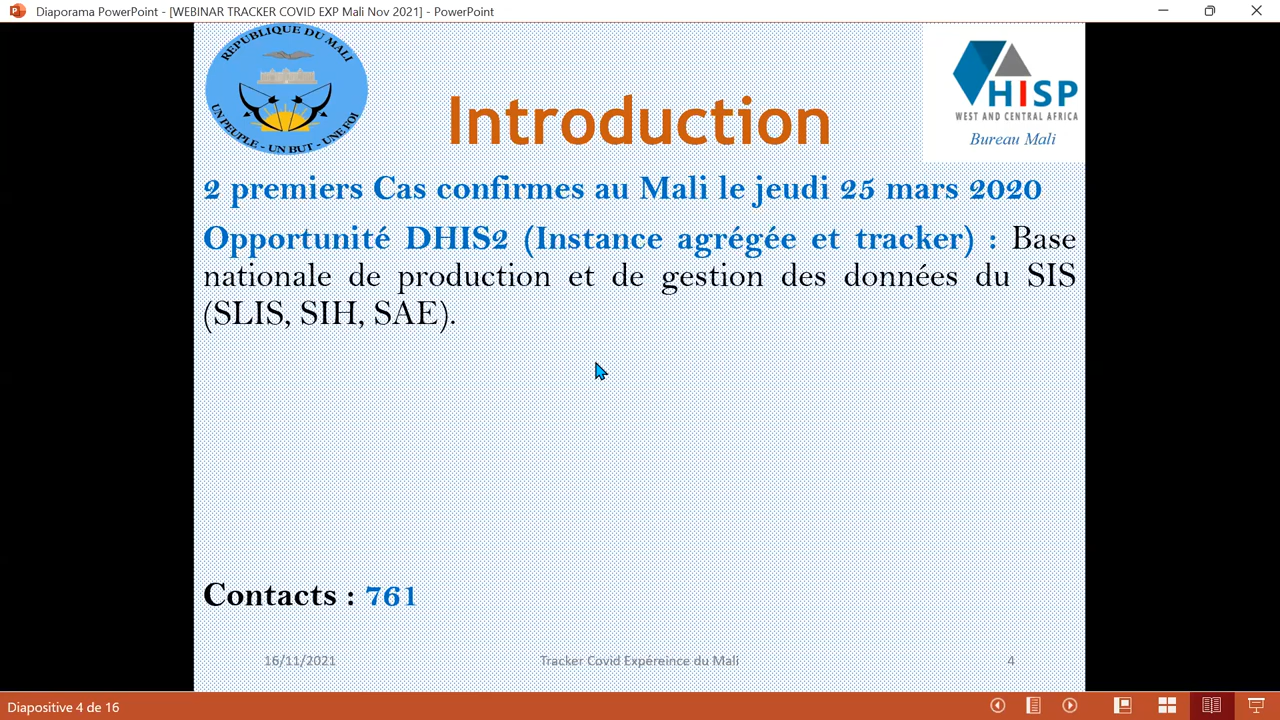 Diaporama PowerPoint - [WEBINAR TRACKER COVID EXP Mali Nov 2021] - PowerPoint
REPUBLIQUE DU MALI
UN PEUPLE - UN BUT - UNE FOI
HISP
WEST AND CENTRAL AFRICA
Bureau Mali
Introduction
2 premiers Cas confirmes au Mali le jeudi 25 mars 2020
Opportunité DHIS2 (Instance agrégée et tracker) : Base
nationale de production et de gestion des données du SIS
(SLIS, SIH, SAE).
Contacts : 761
16/11/2021
Tracker Covid Expéreince du Mali
4
Diapositive 4 de 16